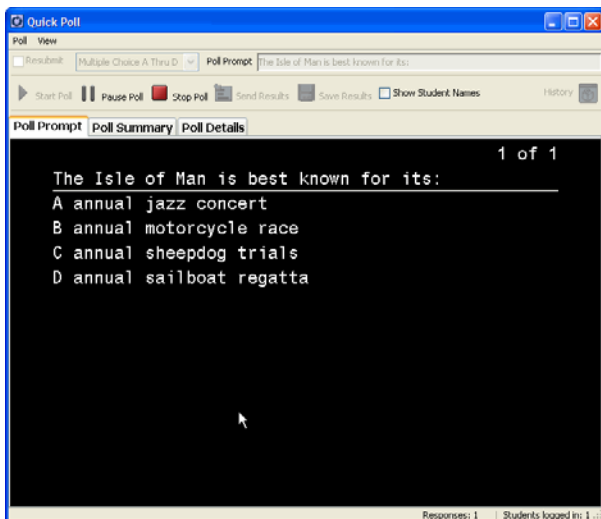 Quick Poll
Poll View
Resubmit Multiple Choice A Thru D Poll Prompt The Isle of Man is best known for its:
Start Poll Pause Poll Stop Poll Send Results Save Results Show Student Names History
Poll Prompt Poll Summary Poll Details
1 of 1
The Isle of Man is best known for its:
A annual jazz concert
B annual motorcycle race
C annual sheepdog trials
D annual sailboat regatta
Responses: 1 Students logged in: 1